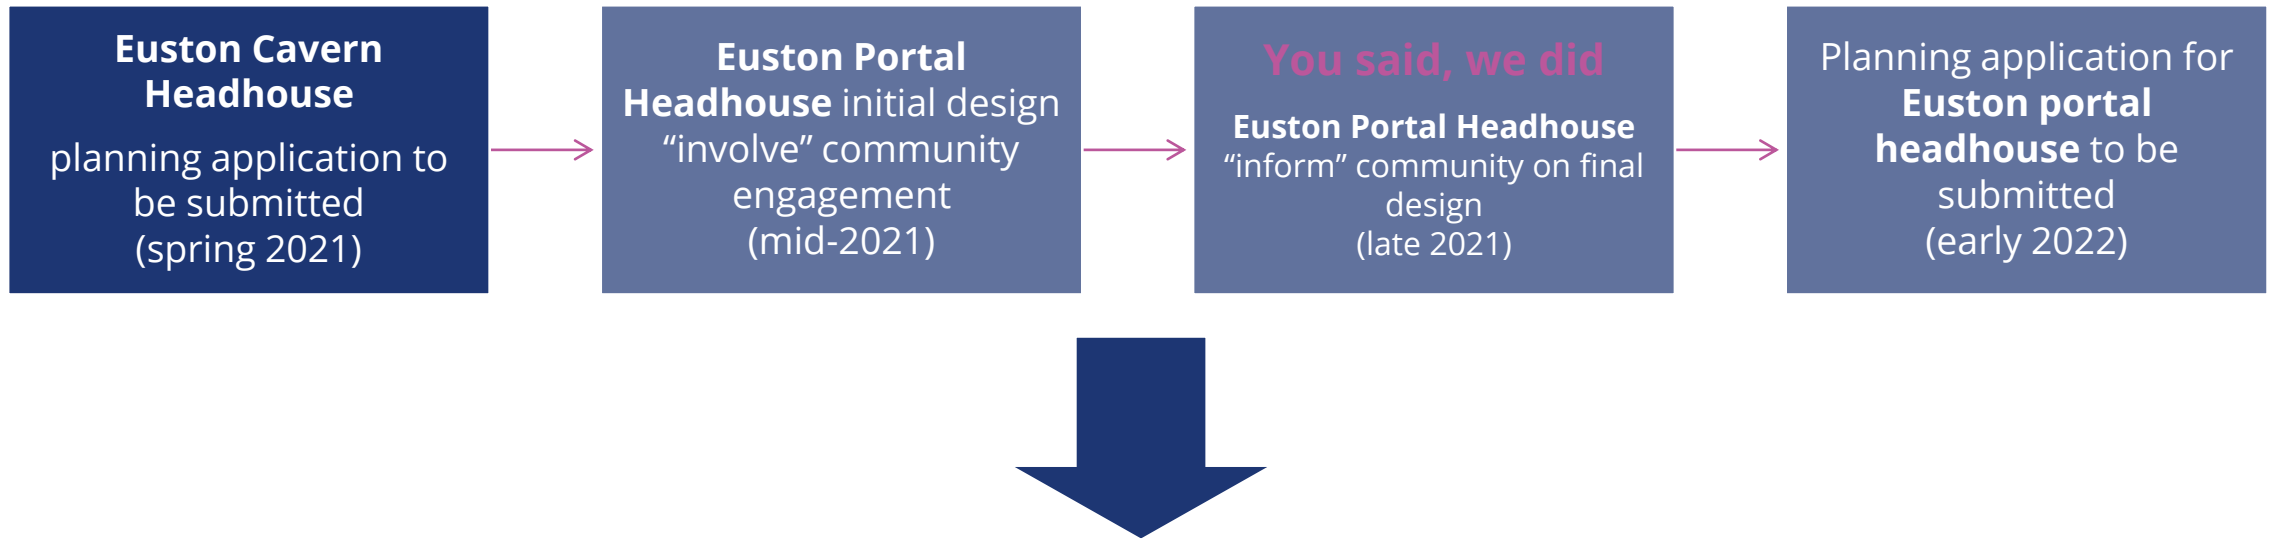 Euston Cavern
Headhouse
planning application to
be submitted
(spring 2021)
Euston Portal
Headhouse initial design
“involve” community
engagement
(mid-2021)
You said, we did
Euston Portal Headhouse
“inform” community on final
design
(late 2021)
Planning application for
Euston portal
headhouse to be
submitted
(early 2022)